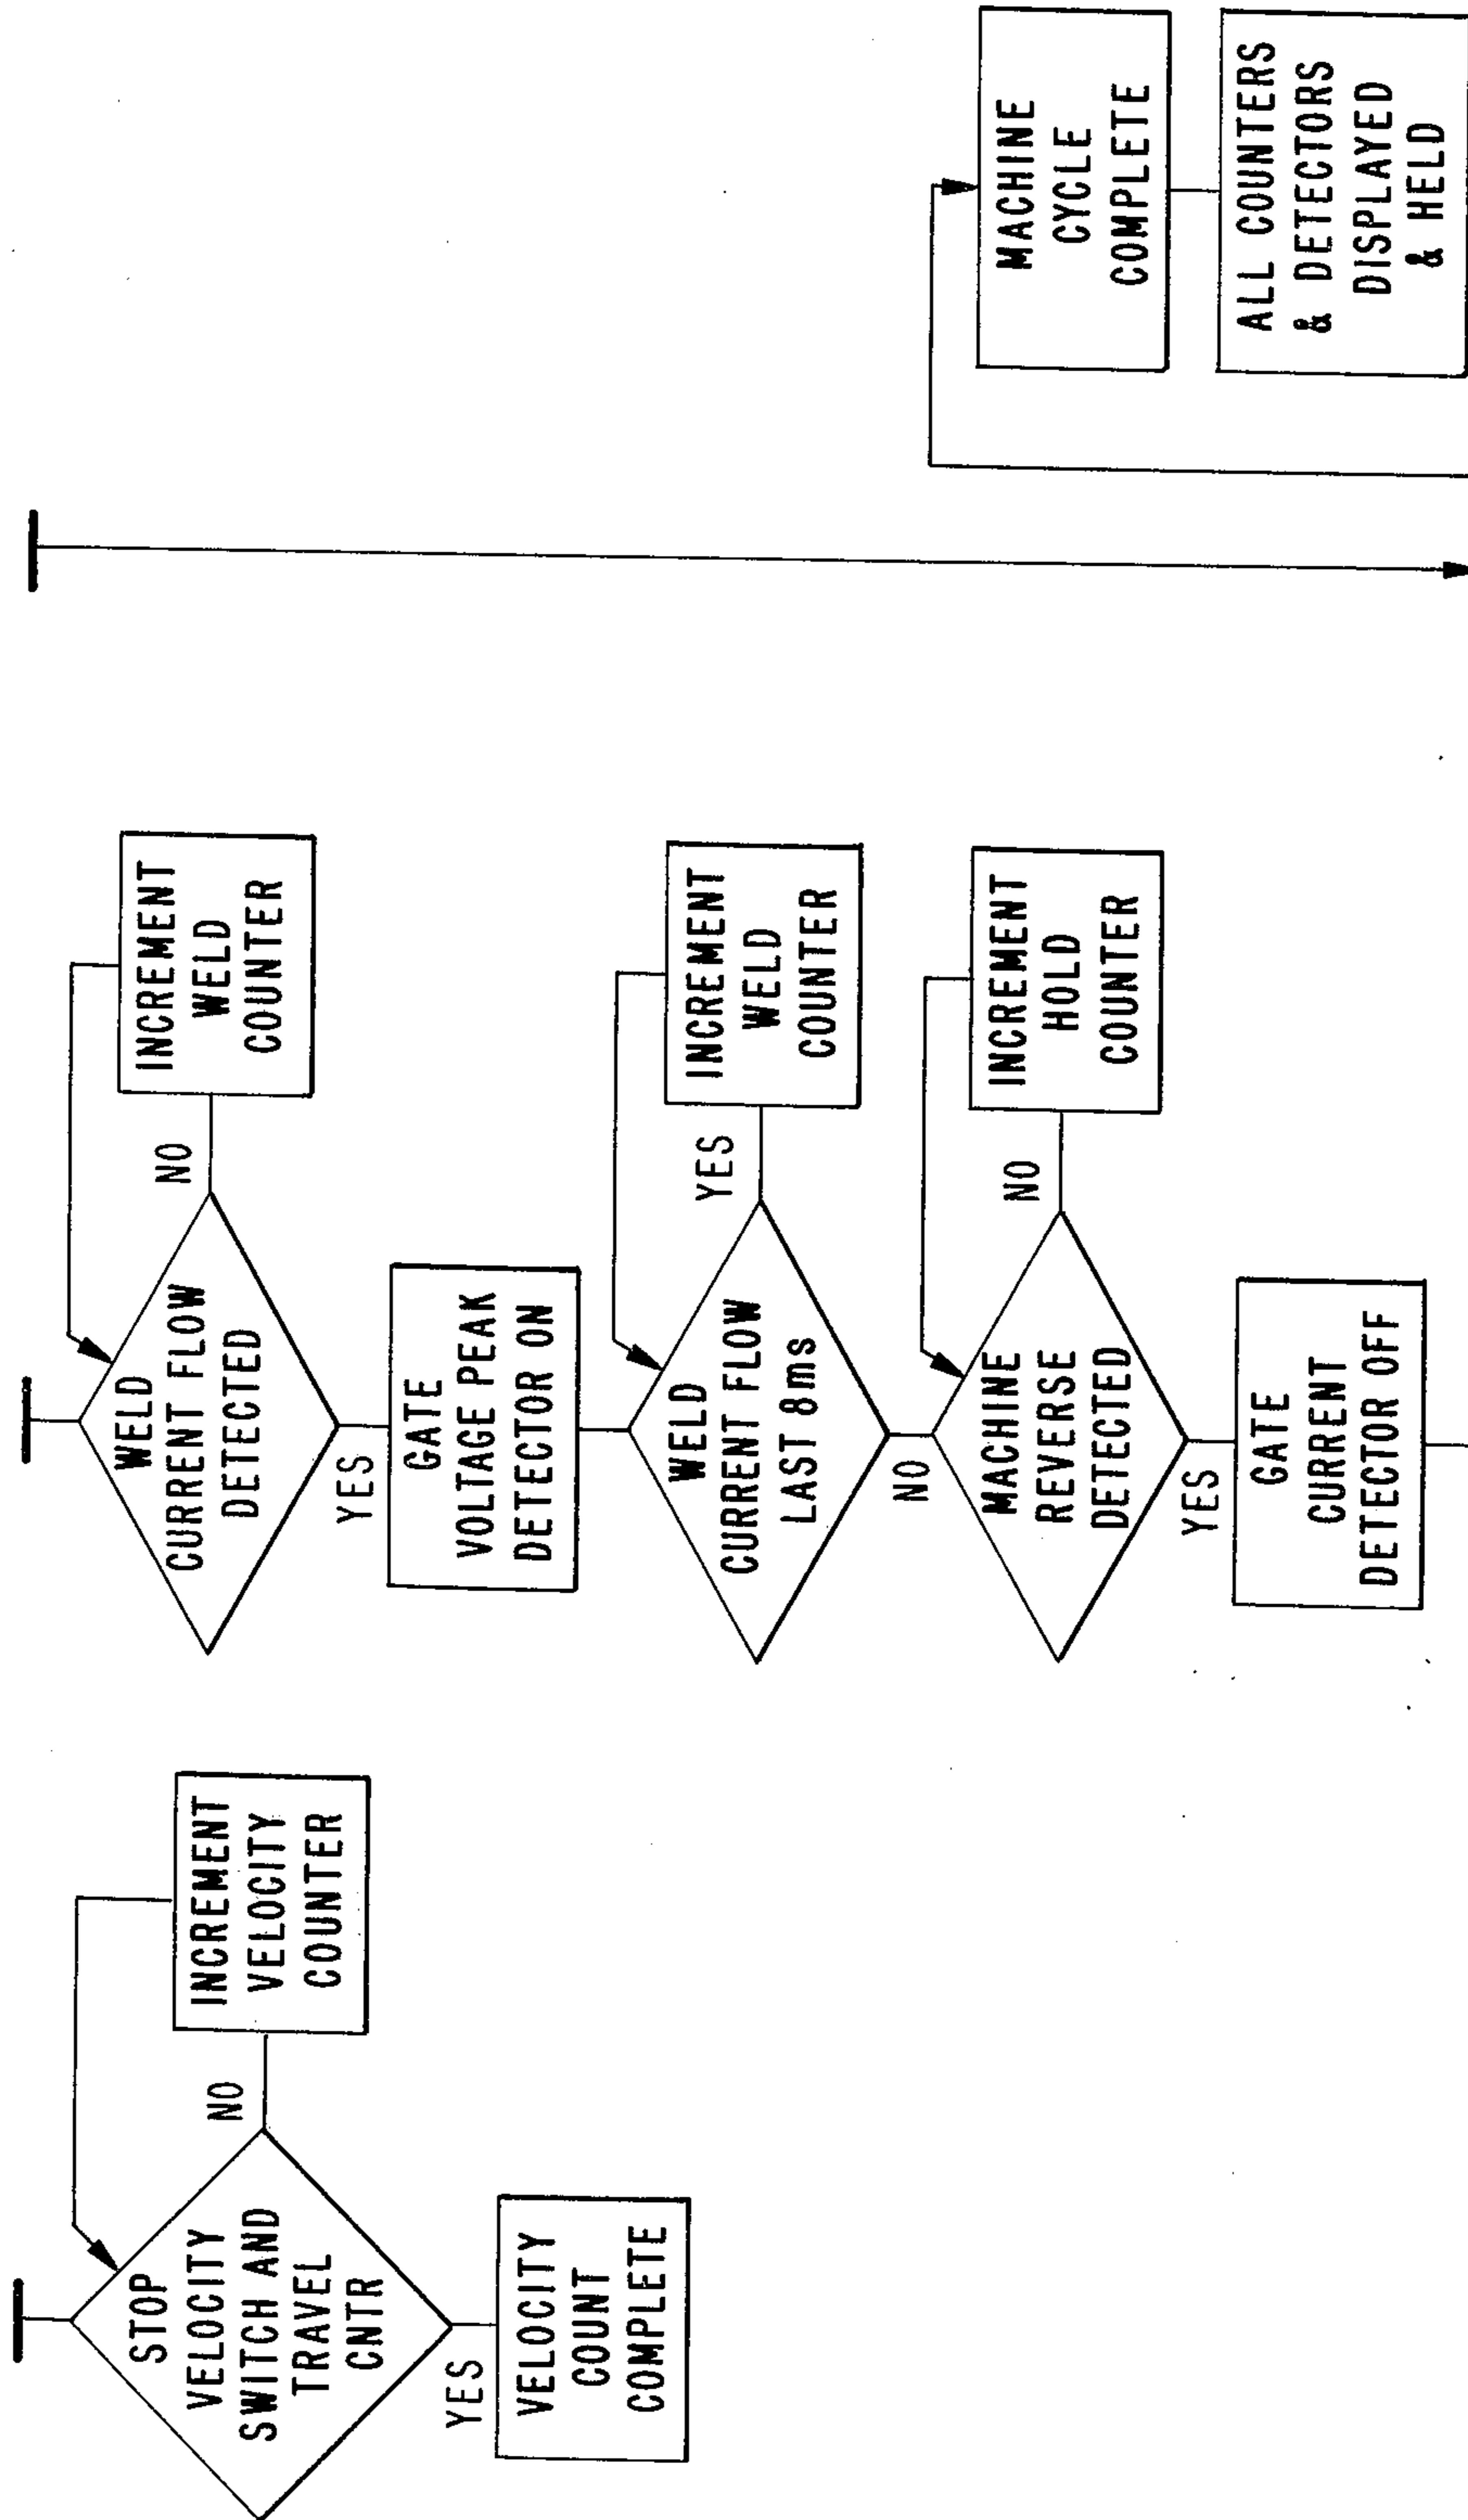 STOP
VELOCITY
SWITCH AND
TRAVEL
CNTR
NO
INCREMENT
VELOCITY
COUNTER
YES
VELOCITY
COUNT
COMPLETE
WELD
CURRENT FLOW
DETECTED
NO
INCREMENT
WELD
COUNTER
YES
GATE
VOLTAGE PEAK
DETECTOR ON
WELD
CURRENT FLOW
LAST 8ms
YES
INCREMENT
WELD
COUNTER
NO
MACHINE
REVERSE
DETECTED
NO
INCREMENT
HOLD
COUNTER
YES
GATE
CURRENT
DETECTOR OFF
MACHINE
CYCLE
COMPLETE
ALL COUNTERS
& DETECTORS
DISPLAYED
& HELD